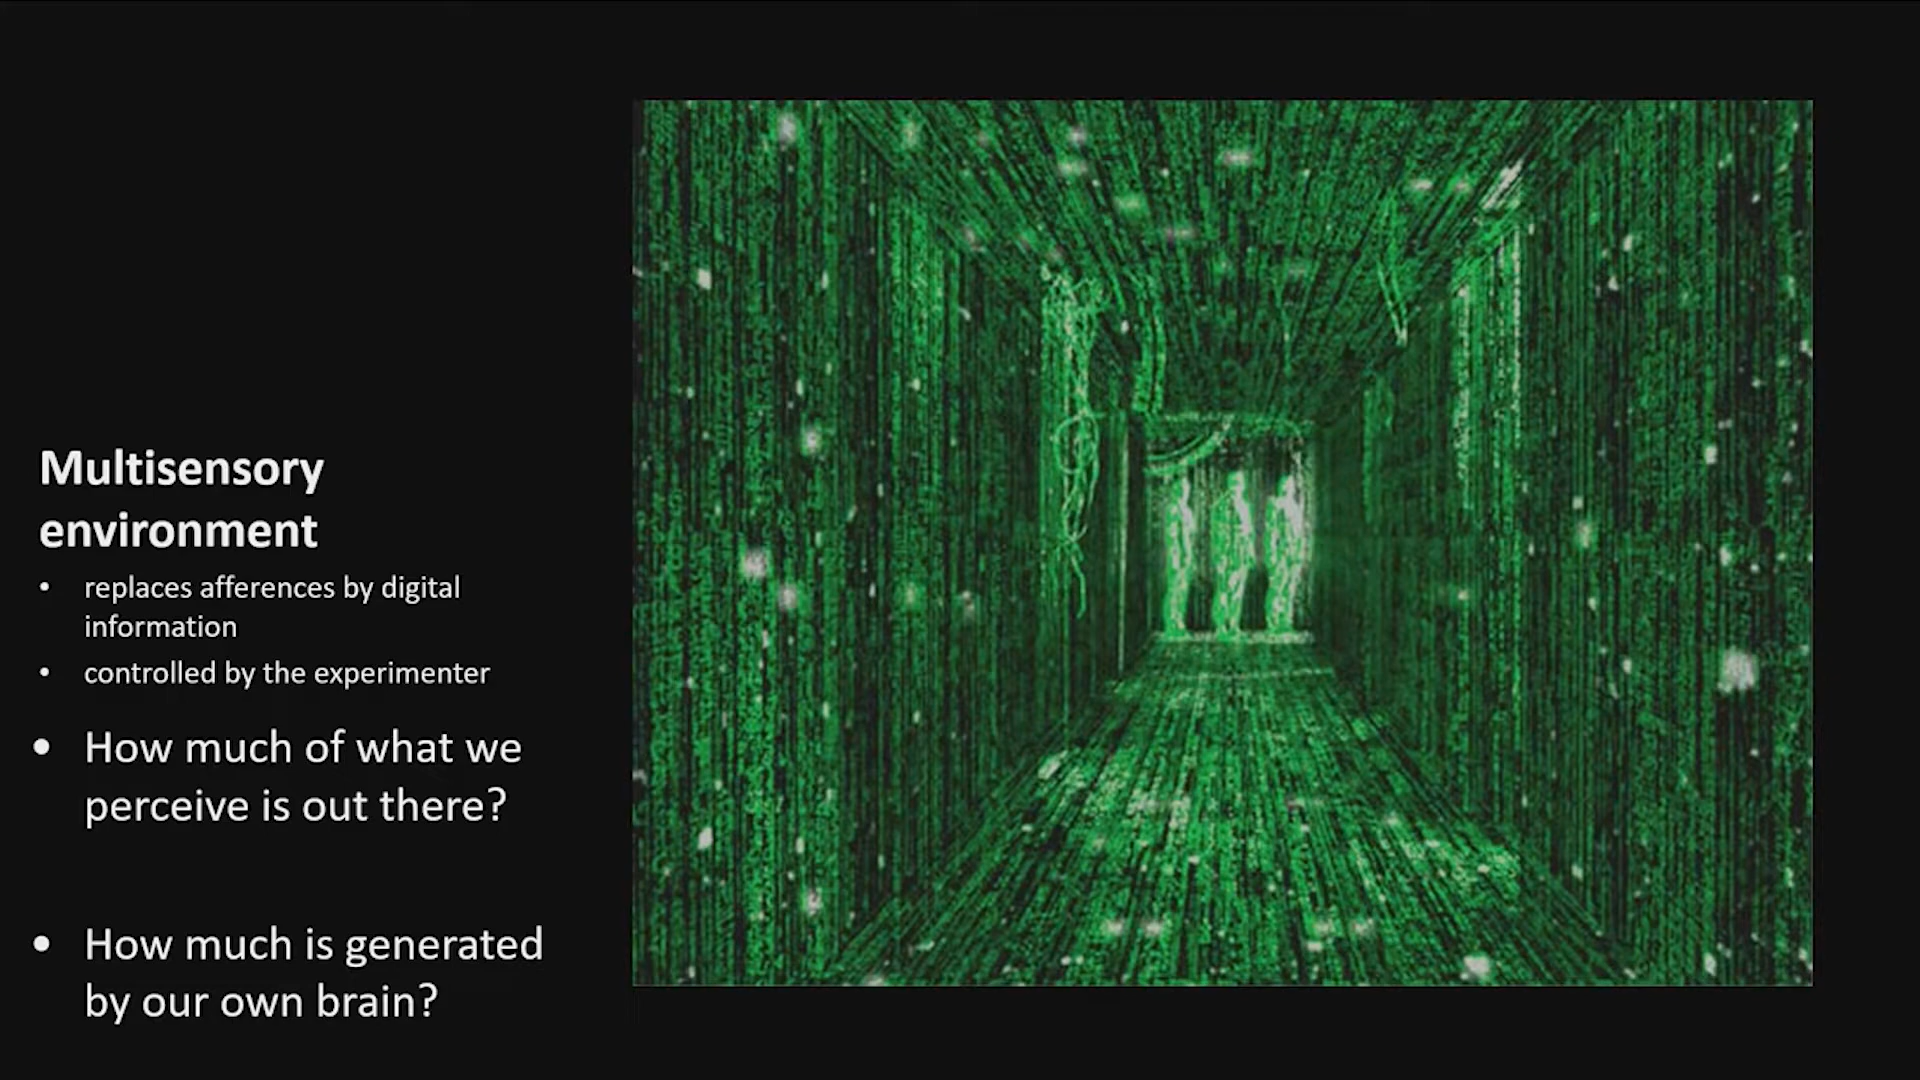 Multisensory
environment
• replaces afferences by digital
information
• controlled by the experimenter
• How much of what we
perceive is out there?
• How much is generated
by our own brain?